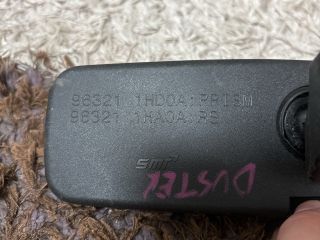 96321 1HD0A:PRISM
96321 1HA0A:RS
SMR
DUSTER